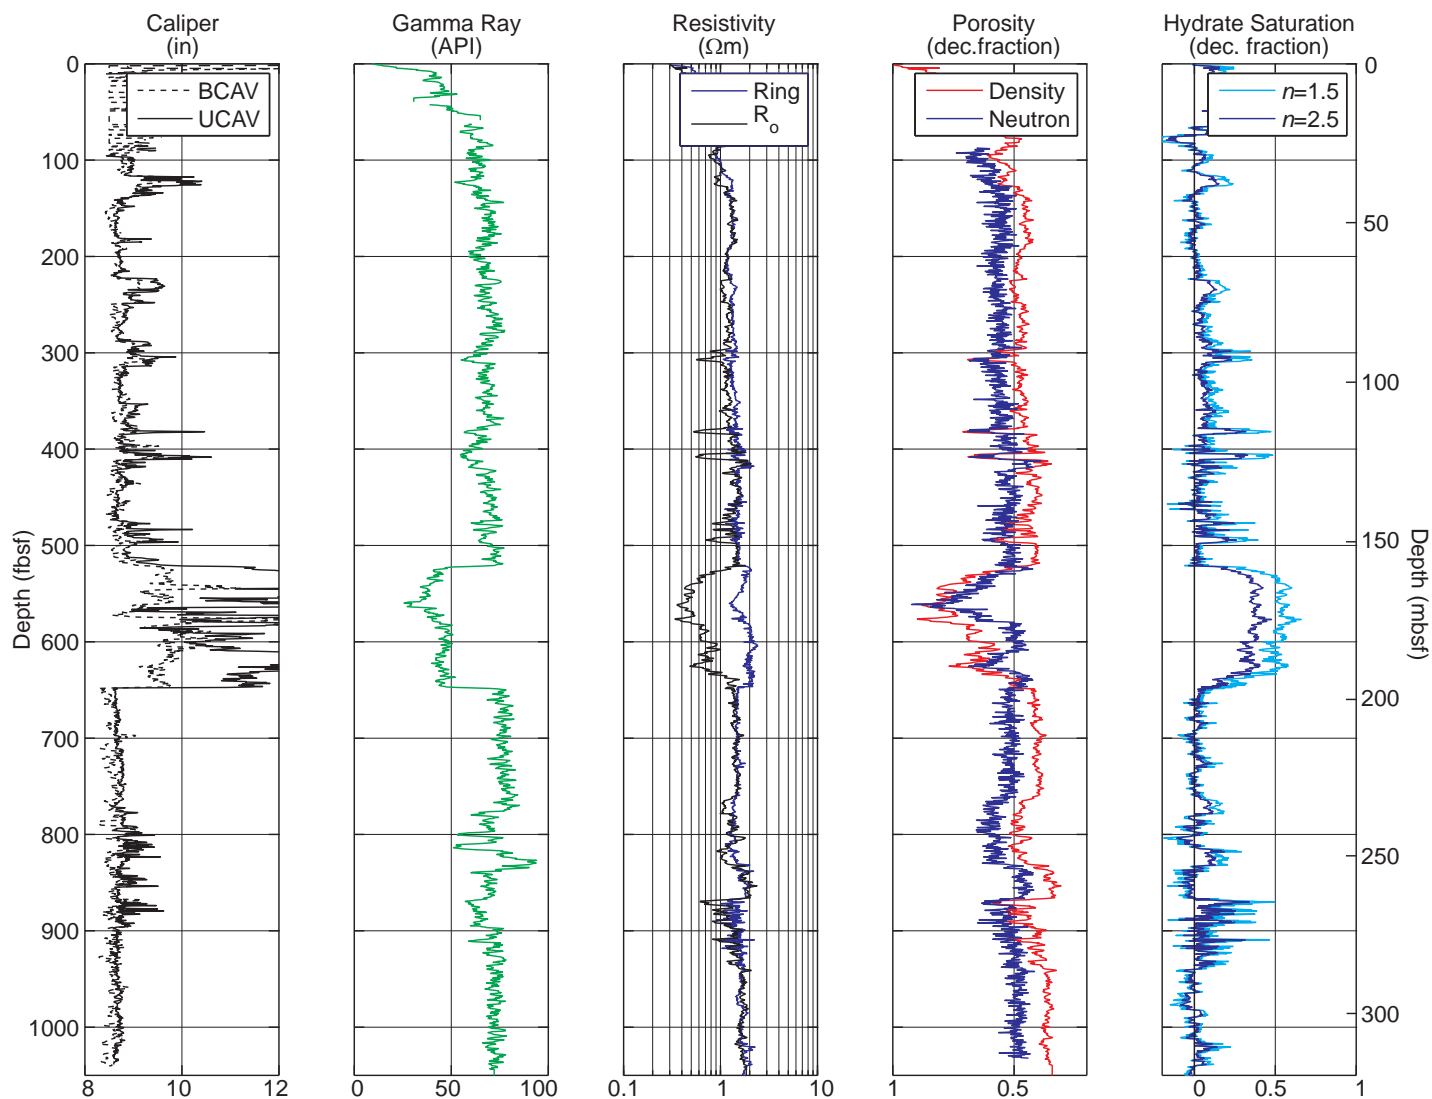 Caliper
(in)
Gamma Ray
(API)
Resistivity
(Ωm)
Porosity
(dec.fraction)
Hydrate Saturation
(dec. fraction)
BCAV
UCAV
Ring
Ro
Density
Neutron
n=1.5
n=2.5
Depth (fbsf)
0
100
200
300
400
500
600
700
800
900
1000
8 10 12
0 50 100
0.1 1 10
1 0.5
0 0.5 1
0
50
100
150
200
250
300
Depth (mbsf)